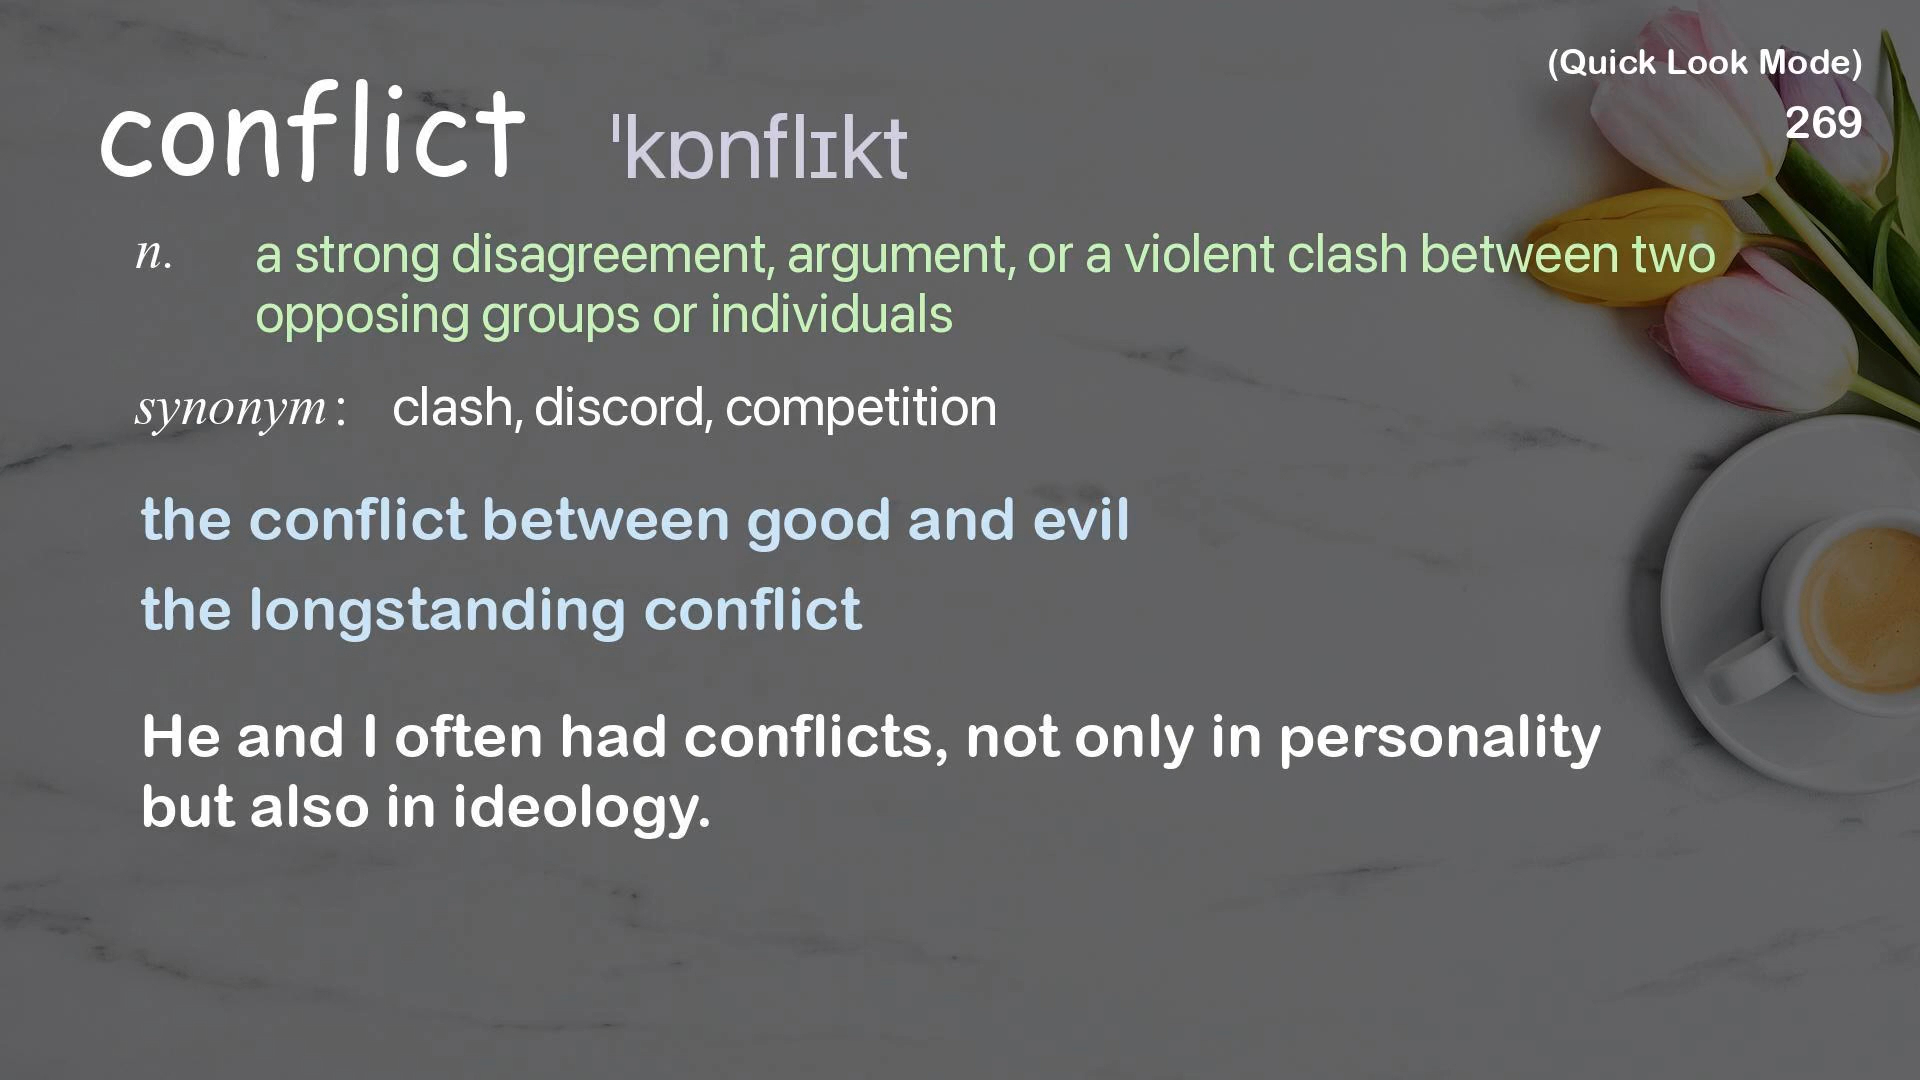 (Quick Look Mode)
269
conflict ˈkɒnflɪkt
n. a strong disagreement, argument, or a violent clash between two
opposing groups or individuals
synonym: clash, discord, competition
the conflict between good and evil
the longstanding conflict
He and I often had conflicts, not only in personality
but also in ideology.